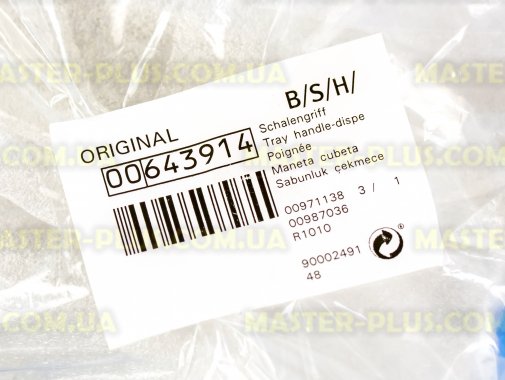 B/S/H/
ORIGINAL
00643914
Schalengriff
Tray handle-dispe
Poignée
Maneta cubeta
Sabunluk çekmece
00971138 3 / 1
00987036
R1010
90002491
48
MASTER-PLUS.COM.UA
MASTER-PLUS.COM.UA
MASTER-PLUS.COM.UA